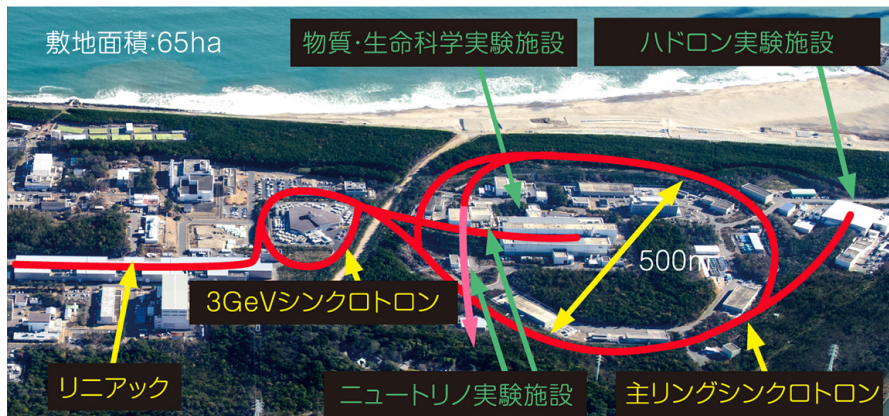 敷地面積:65ha
物質・生命科学実験施設
ハドロン実験施設
500m
3GeVシンクロトロン
リニアック
ニュートリノ実験施設
主リングシンクロトロン